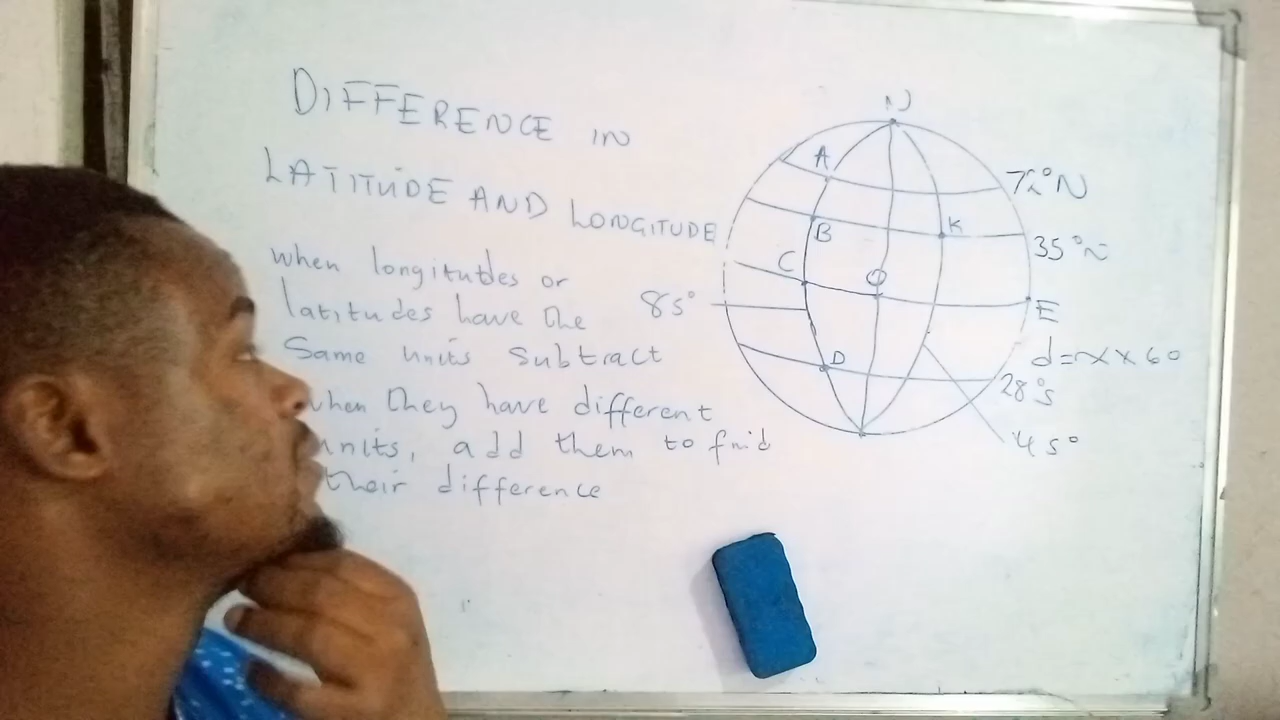 DIFFERENCE IN
LATITUDE AND LONGITUDE
when longitudes or
latitudes have the
Same units subtract
when they have different
units, add them to find
their difference
N
A
72°N
B
K
35°N
C
O
85°
E
d=α×60
D
28°S
45°